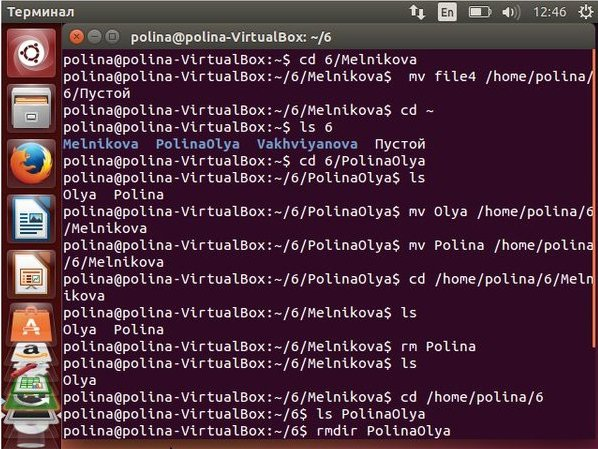 Терминал
En
12:46
polina@polina-VirtualBox: ~/6
polina@polina-VirtualBox:~$ cd 6/Melnikova
polina@polina-VirtualBox:~/6/Melnikova$  mv file4 /home/polina/
6/Пустой
polina@polina-VirtualBox:~/6/Melnikova$ cd ~
polina@polina-VirtualBox:~$ ls 6
Melnikova  PolinaOlya  Vakhviyanova  Пустой
polina@polina-VirtualBox:~$ cd 6/PolinaOlya
polina@polina-VirtualBox:~/6/PolinaOlya$ ls
Olya  Polina
polina@polina-VirtualBox:~/6/PolinaOlya$ mv Olya /home/polina/6
/Melnikova
polina@polina-VirtualBox:~/6/PolinaOlya$ mv Polina /home/polina
/6/Melnikova
polina@polina-VirtualBox:~/6/PolinaOlya$ cd /home/polina/6/Meln
ikova
polina@polina-VirtualBox:~/6/Melnikova$ ls
Olya  Polina
polina@polina-VirtualBox:~/6/Melnikova$ rm Polina
polina@polina-VirtualBox:~/6/Melnikova$ ls
Olya
polina@polina-VirtualBox:~/6/Melnikova$ cd /home/polina/6
polina@polina-VirtualBox:~/6$ ls PolinaOlya
polina@polina-VirtualBox:~/6$ rmdir PolinaOlya